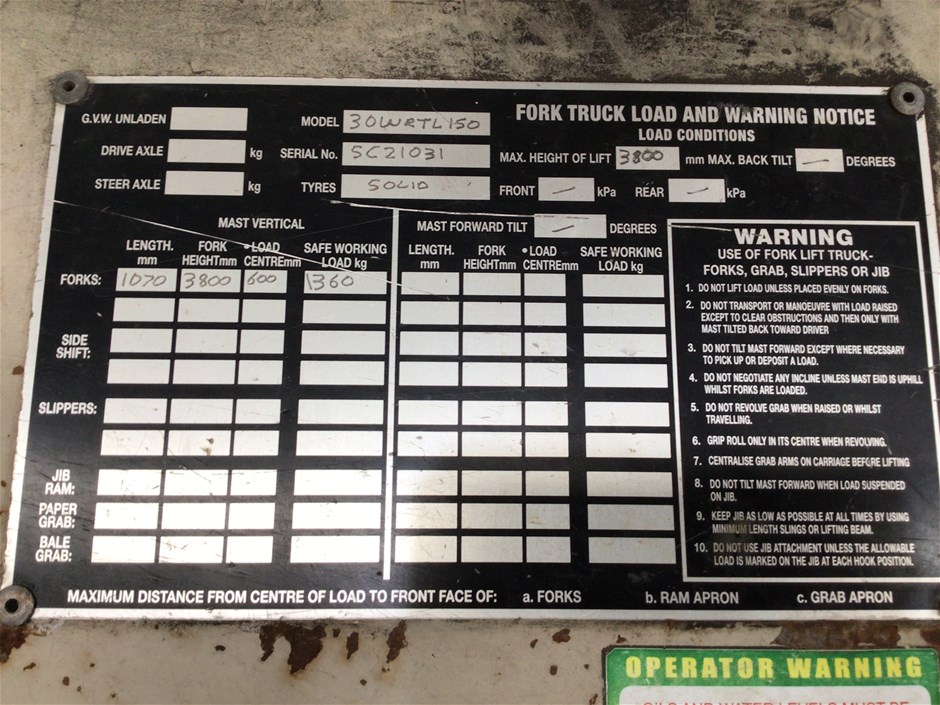 FORK TRUCK LOAD AND WARNING NOTICE
LOAD CONDITIONS
G.V.W. UNLADEN
MODEL 30WRTL150
DRIVE AXLE kg
SERIAL No. SC21031
MAX. HEIGHT OF LIFT 3800 mm MAX. BACK TILT — DEGREES
STEER AXLE kg
TYRES SOLID
FRONT — kPa REAR — kPa
MAST VERTICAL
MAST FORWARD TILT — DEGREES
LENGTH. mm FORK HEIGHTmm •LOAD CENTREmm SAFE WORKING LOAD kg
LENGTH. mm FORK HEIGHTmm •LOAD CENTREmm SAFE WORKING LOAD kg
FORKS: 1070 3800 600 1360
SIDE SHIFT:
SLIPPERS:
JIB RAM:
PAPER GRAB:
BALE GRAB:
WARNING
USE OF FORK LIFT TRUCK-
FORKS, GRAB, SLIPPERS OR JIB
1. DO NOT LIFT LOAD UNLESS PLACED EVENLY ON FORKS.
2. DO NOT TRANSPORT OR MANOEUVRE WITH LOAD RAISED
EXCEPT TO CLEAR OBSTRUCTIONS AND THEN ONLY WITH
MAST TILTED BACK TOWARD DRIVER
3. DO NOT TILT MAST FORWARD EXCEPT WHERE NECESSARY
TO PICK UP OR DEPOSIT A LOAD.
4. DO NOT NEGOTIATE ANY INCLINE UNLESS MAST END IS UPHILL
WHILST FORKS ARE LOADED.
5. DO NOT REVOLVE GRAB WHEN RAISED OR WHILST
TRAVELLING.
6. GRIP ROLL ONLY IN ITS CENTRE WHEN REVOLVING.
7. CENTRALISE GRAB ARMS ON CARRIAGE BEFORE LIFTING
8. DO NOT TILT MAST FORWARD WHEN LOAD SUSPENDED
ON JIB.
9. KEEP JIB AS LOW AS POSSIBLE AT ALL TIMES BY USING
MINIMUM LENGTH SLINGS OR LIFTING BEAM.
10. DO NOT USE JIB ATTACHMENT UNLESS THE ALLOWABLE
LOAD IS MARKED ON THE JIB AT EACH HOOK POSITION.
MAXIMUM DISTANCE FROM CENTRE OF LOAD TO FRONT FACE OF: a. FORKS b. RAM APRON c. GRAB APRON
OPERATOR WARNING
OILS AND WATER LEVELS MUST BE